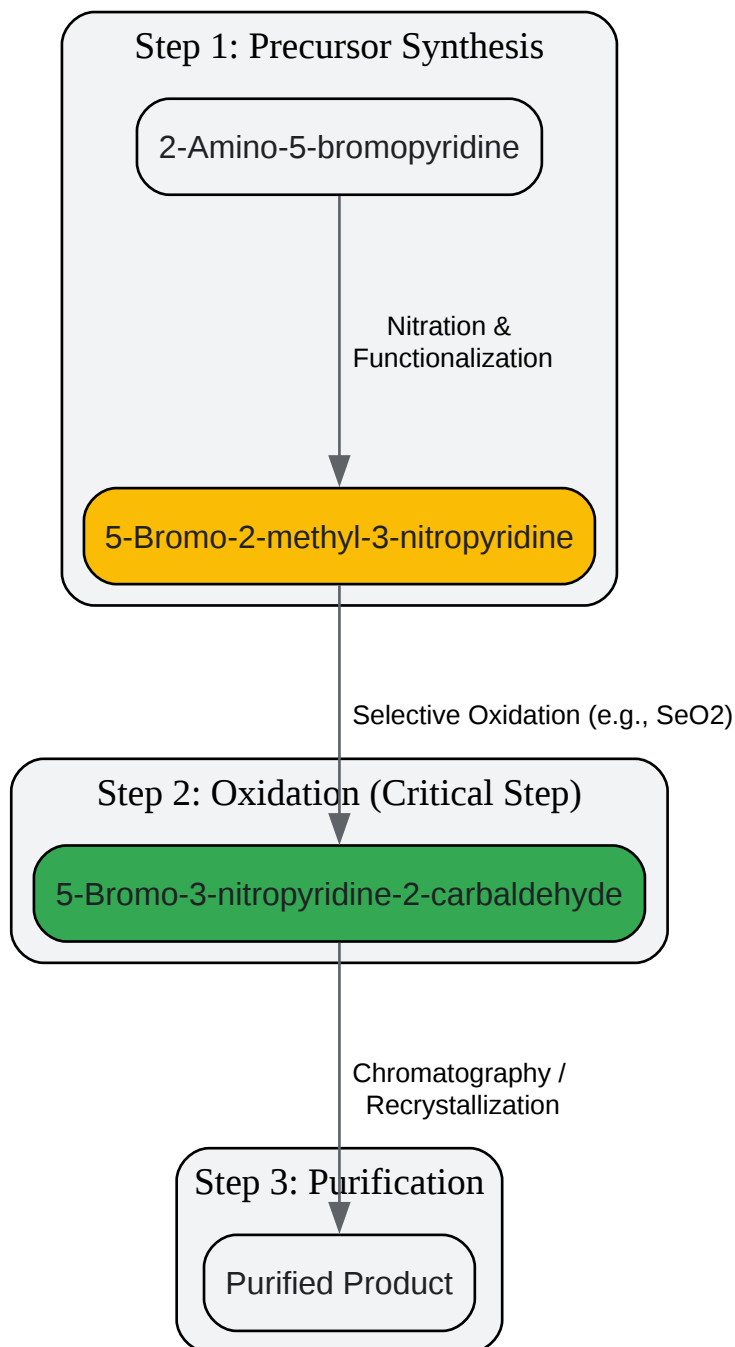 Step 1: Precursor Synthesis
2-Amino-5-bromopyridine
Nitration &
Functionalization
5-Bromo-2-methyl-3-nitropyridine
Selective Oxidation (e.g., SeO2)
Step 2: Oxidation (Critical Step)
5-Bromo-3-nitropyridine-2-carbaldehyde
Chromatography /
Recrystallization
Step 3: Purification
Purified Product